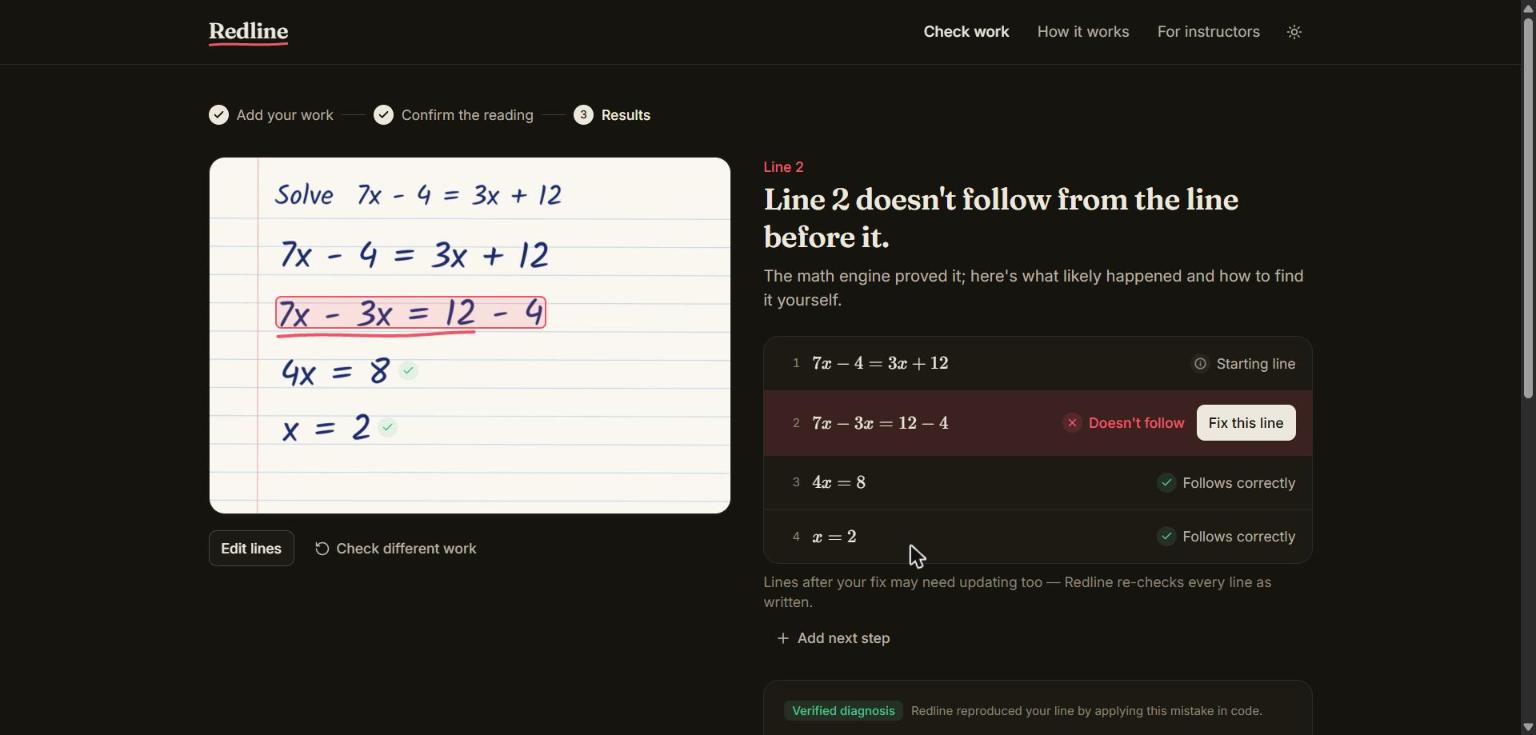 Redline
Check work
How it works
For instructors
Add your work
Confirm the reading
3 Results
Solve 7x - 4 = 3x + 12
7x - 4 = 3x + 12
7x - 3x = 12 - 4
4x = 8
x = 2
Edit lines
Check different work
Line 2
Line 2 doesn't follow from the line
before it.
The math engine proved it; here's what likely happened and how to find
it yourself.
1 7x − 4 = 3x + 12 Starting line
2 7x − 3x = 12 − 4 Doesn't follow Fix this line
3 4x = 8 Follows correctly
4 x = 2 Follows correctly
Lines after your fix may need updating too — Redline re-checks every line as
written.
+ Add next step
Verified diagnosis Redline reproduced your line by applying this mistake in code.